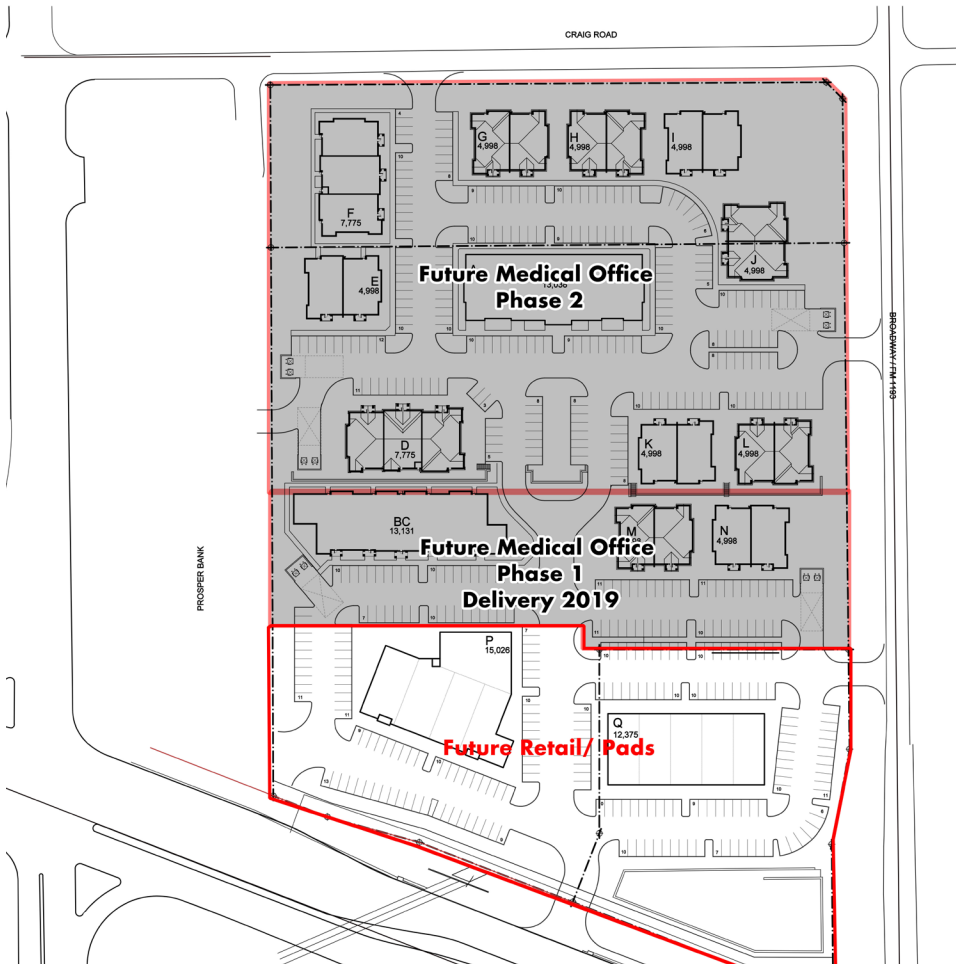 CRAIG ROAD
G
4,998
H
4,998
I
4,998
F
7,775
J
4,998
E
4,998
A
Future Medical Office
Phase 2
BROADWAY / FM 1193
D
7,775
K
4,998
L
4,998
BC
13,131
M
N
4,998
Future Medical Office
Phase 1
Delivery 2019
PROSPER BANK
P
15,026
Q
12,375
Future Retail/ Pads